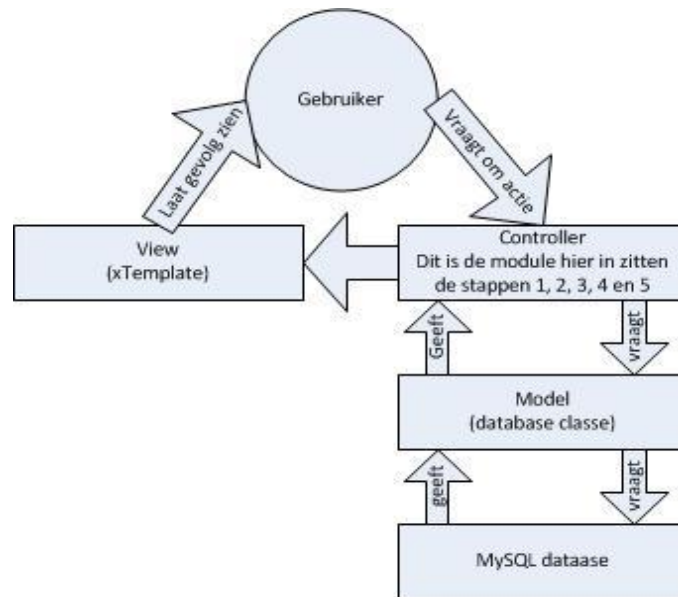 Gebruiker
Laat gevolg zien
Vraagt om actie
View
(xTemplate)
Controller
Dit is de module hier in zitten
de stappen 1, 2, 3, 4 en 5
Geeft
vraagt
Model
(database classe)
geeft
vraagt
MySQL dataase